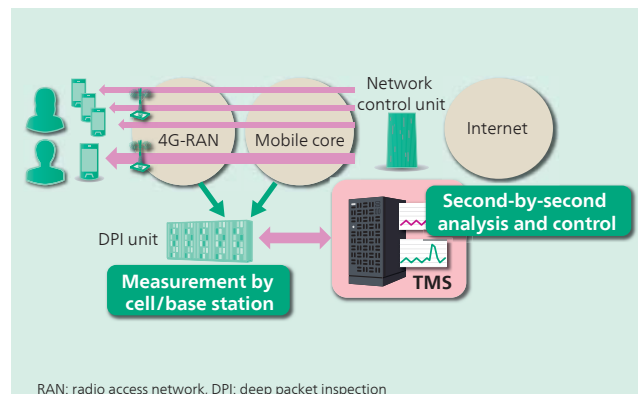 Network
control unit
4G-RAN
Mobile core
Internet
Second-by-second
analysis and control
DPI unit
TMS
Measurement by
cell/base station
RAN: radio access network, DPI: deep packet inspection